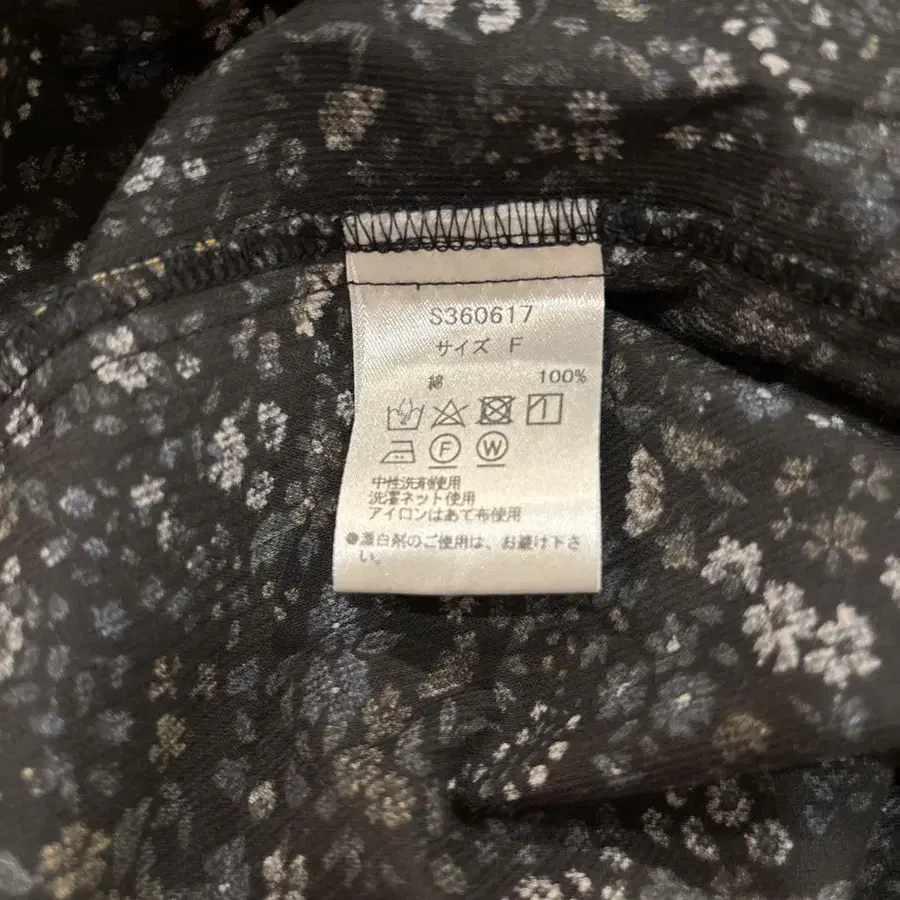 S360617
サイズ F
綿 100%
F W
中性洗剤使用
洗濯ネット使用
アイロンはあて布使用
●漂白剤のご使用は、お避け下さ
い。